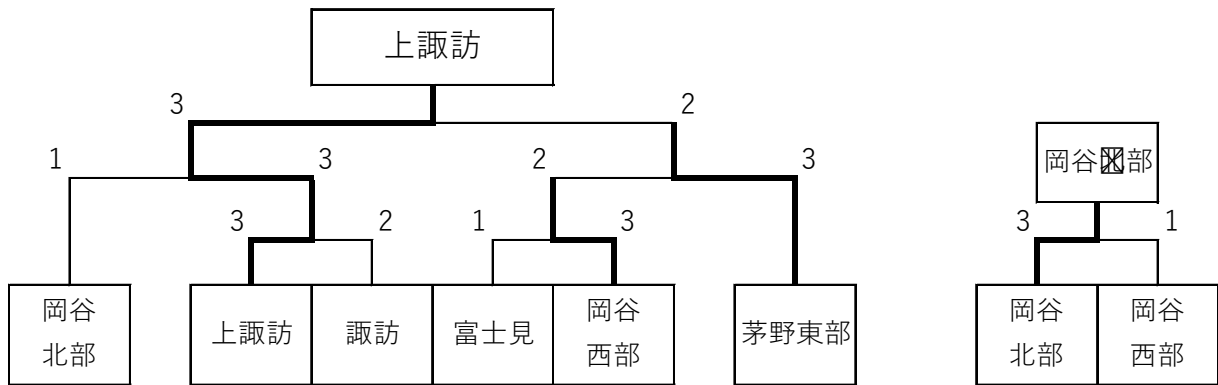 上諏訪
3 2
1 3 2 3
岡谷北部
3 2 1 3 3 1
岡谷
北部
上諏訪
諏訪
富士見
岡谷
西部
茅野東部
岡谷
北部
岡谷
西部